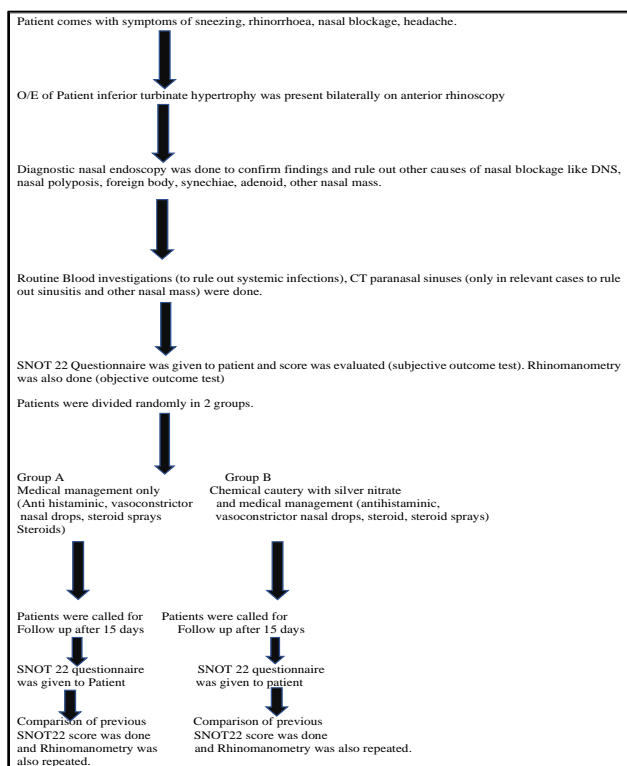 Patient comes with symptoms of sneezing, rhinorrhoea, nasal blockage, headache.
O/E of Patient inferior turbinate hypertrophy was present bilaterally on anterior rhinoscopy
Diagnostic nasal endoscopy was done to confirm findings and rule out other causes of nasal blockage like DNS,
nasal polyposis, foreign body, synechiae, adenoid, other nasal mass.
Routine Blood investigations (to rule out systemic infections), CT paranasal sinuses (only in relevant cases to rule
out sinusitis and other nasal mass) were done.
SNOT 22 Questionnaire was given to patient and score was evaluated (subjective outcome test). Rhinomanometry
was also done (objective outcome test)
Patients were divided randomly in 2 groups.
Group A
Medical management only
(Anti histaminic, vasoconstrictor
nasal drops, steroid sprays
Steroids)
Group B
Chemical cautery with silver nitrate
and medical management (antihistaminic,
vasoconstrictor nasal drops, steroid, steroid sprays)
Patients were called for
Follow up after 15 days
Patients were called for
Follow up after 15 days
SNOT 22 questionnaire
was given to Patient
SNOT 22 questionnaire
was given to patient
Comparison of previous
SNOT22 score was done
and Rhinomanometry was
also repeated.
Comparison of previous
SNOT22 score was done
and Rhinomanometry was also repeated.